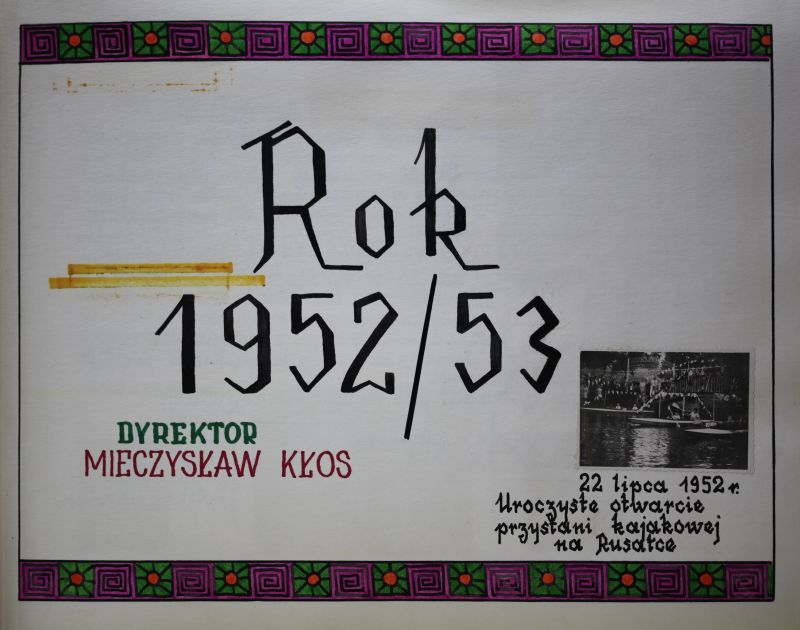 Rok
1952/53
DYREKTOR
MIECZYSŁAW KŁOS
22 lipca 1952 r.
Uroczyste otwarcie
przystani kajakowej
na Rusałce